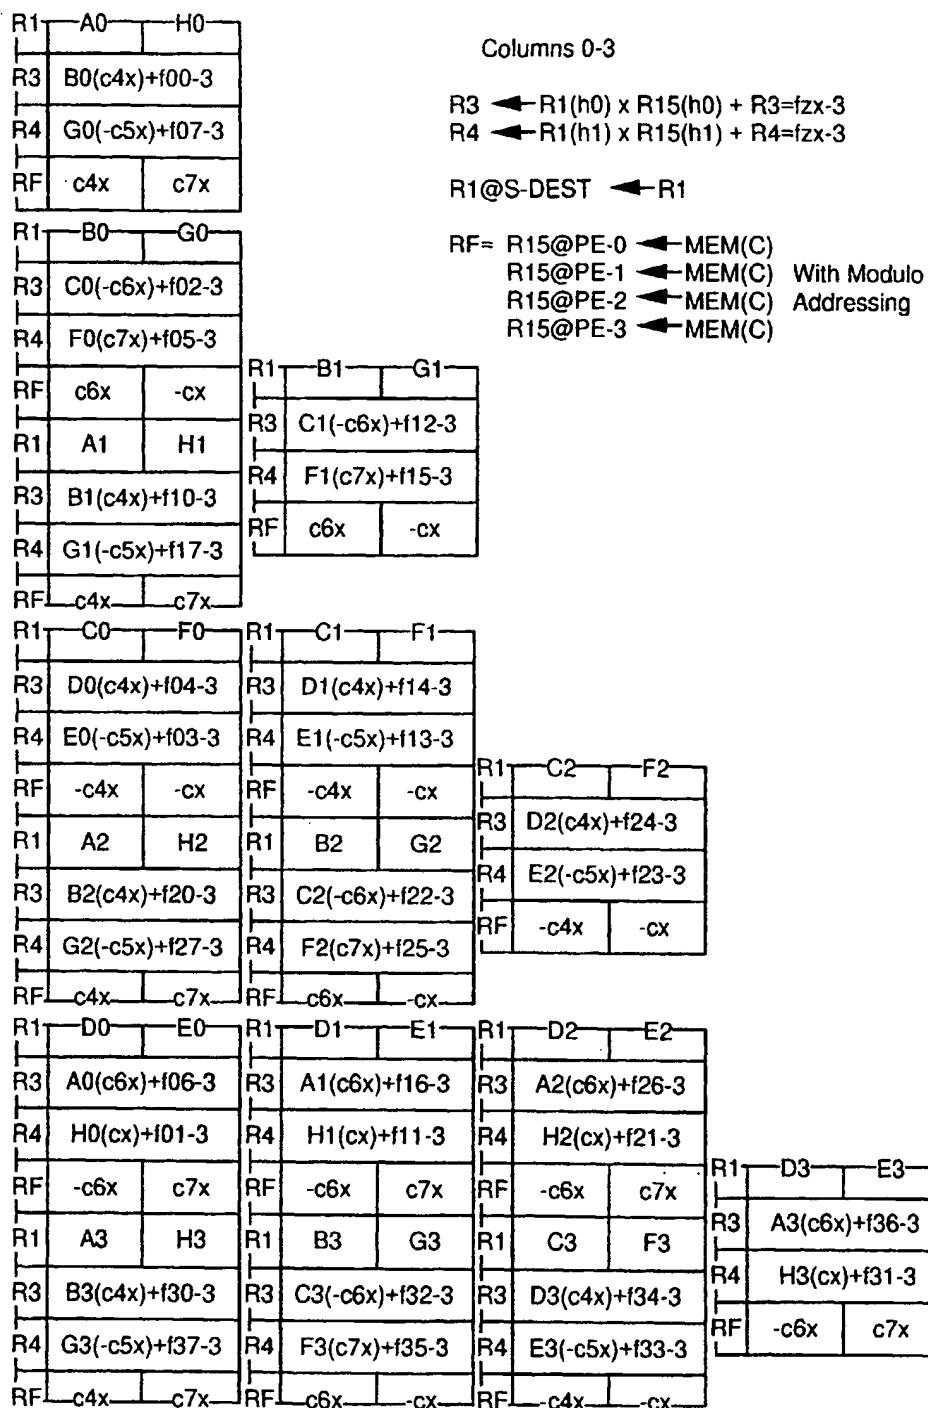 R1 A0 H0
R3 B0(c4x)+f00-3
R4 G0(-c5x)+f07-3
RF c4x c7x
Columns 0-3
R3 ← R1(h0) x R15(h0) + R3=fzx-3
R4 ← R1(h1) x R15(h1) + R4=fzx-3
R1@S-DEST ← R1
RF= R15@PE-0 ← MEM(C)
R15@PE-1 ← MEM(C) With Modulo
R15@PE-2 ← MEM(C) Addressing
R15@PE-3 ← MEM(C)
R1 B0 G0
R3 C0(-c6x)+f02-3
R4 F0(c7x)+f05-3
RF c6x -cx
R1 A1 H1
R3 B1(c4x)+f10-3
R4 G1(-c5x)+f17-3
RF c4x c7x
R1 B1 G1
R3 C1(-c6x)+f12-3
R4 F1(c7x)+f15-3
RF c6x -cx
R1 C0 F0
R3 D0(c4x)+f04-3
R4 E0(-c5x)+f03-3
RF -c4x -cx
R1 A2 H2
R3 B2(c4x)+f20-3
R4 G2(-c5x)+f27-3
RF c4x c7x
R1 C1 F1
R3 D1(c4x)+f14-3
R4 E1(-c5x)+f13-3
RF -c4x -cx
R1 B2 G2
R3 C2(-c6x)+f22-3
R4 F2(c7x)+f25-3
RF c6x -cx
R1 C2 F2
R3 D2(c4x)+f24-3
R4 E2(-c5x)+f23-3
RF -c4x -cx
R1 D0 E0
R3 A0(c6x)+f06-3
R4 H0(cx)+f01-3
RF -c6x c7x
R1 A3 H3
R3 B3(c4x)+f30-3
R4 G3(-c5x)+f37-3
RF c4x c7x
R1 D1 E1
R3 A1(c6x)+f16-3
R4 H1(cx)+f11-3
RF -c6x c7x
R1 B3 G3
R3 C3(-c6x)+f32-3
R4 F3(c7x)+f35-3
RF c6x -cx
R1 D2 E2
R3 A2(c6x)+f26-3
R4 H2(cx)+f21-3
RF -c6x c7x
R1 C3 F3
R3 D3(c4x)+f34-3
R4 E3(-c5x)+f33-3
RF -c4x -cx
R1 D3 E3
R3 A3(c6x)+f36-3
R4 H3(cx)+f31-3
RF -c6x c7x